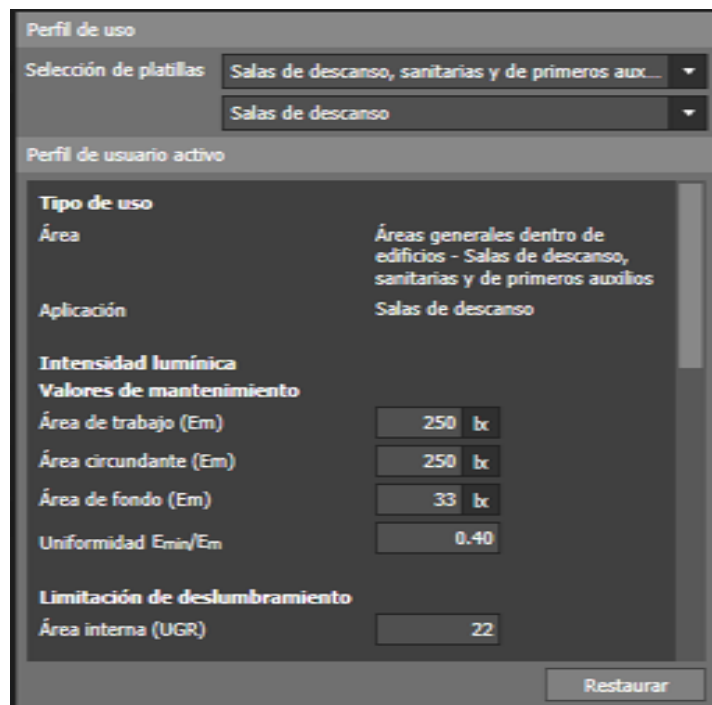 Perfil de uso
Selección de platillas Salas de descanso, sanitarias y de primeros aux...
Salas de descanso
Perfil de usuario activo
Tipo de uso
Área Áreas generales dentro de
edificios - Salas de descanso,
sanitarias y de primeros auxilios
Aplicación Salas de descanso
Intensidad lumínica
Valores de mantenimiento
Área de trabajo (Em) 250 lx
Área circundante (Em) 250 lx
Área de fondo (Em) 33 lx
Uniformidad Emin/Em 0.40
Limitación de deslumbramiento
Área interna (UGR) 22
Restaurar